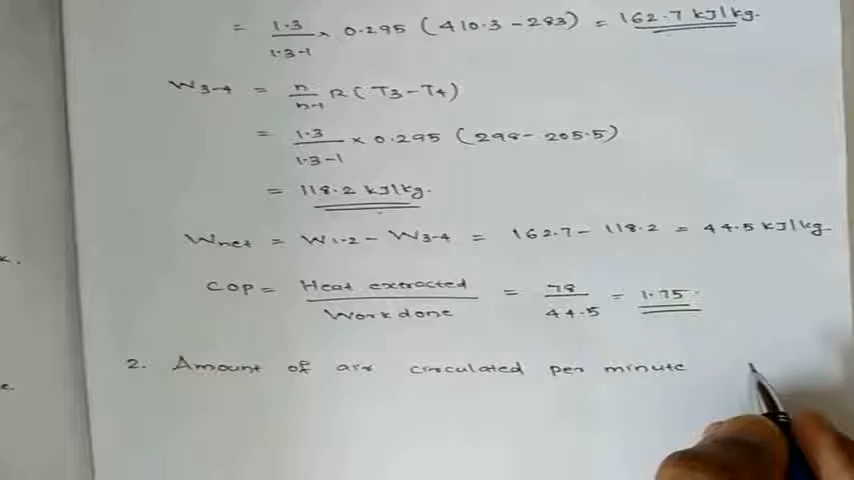 = 1.3/1.3-1 × 0.295 (410.3 - 283) = 162.7 kJ/kg.
W3-4 = n/n-1 R (T3 - T4)
= 1.3/1.3-1 × 0.295 (298 - 205.5)
= 118.2 kJ/kg.
Wnet = W1-2 - W3-4 = 162.7 - 118.2 = 44.5 kJ/kg.
COP = Heat extracted/Workdone = 78/44.5 = 1.75.
2. Amount of air circulated per minute